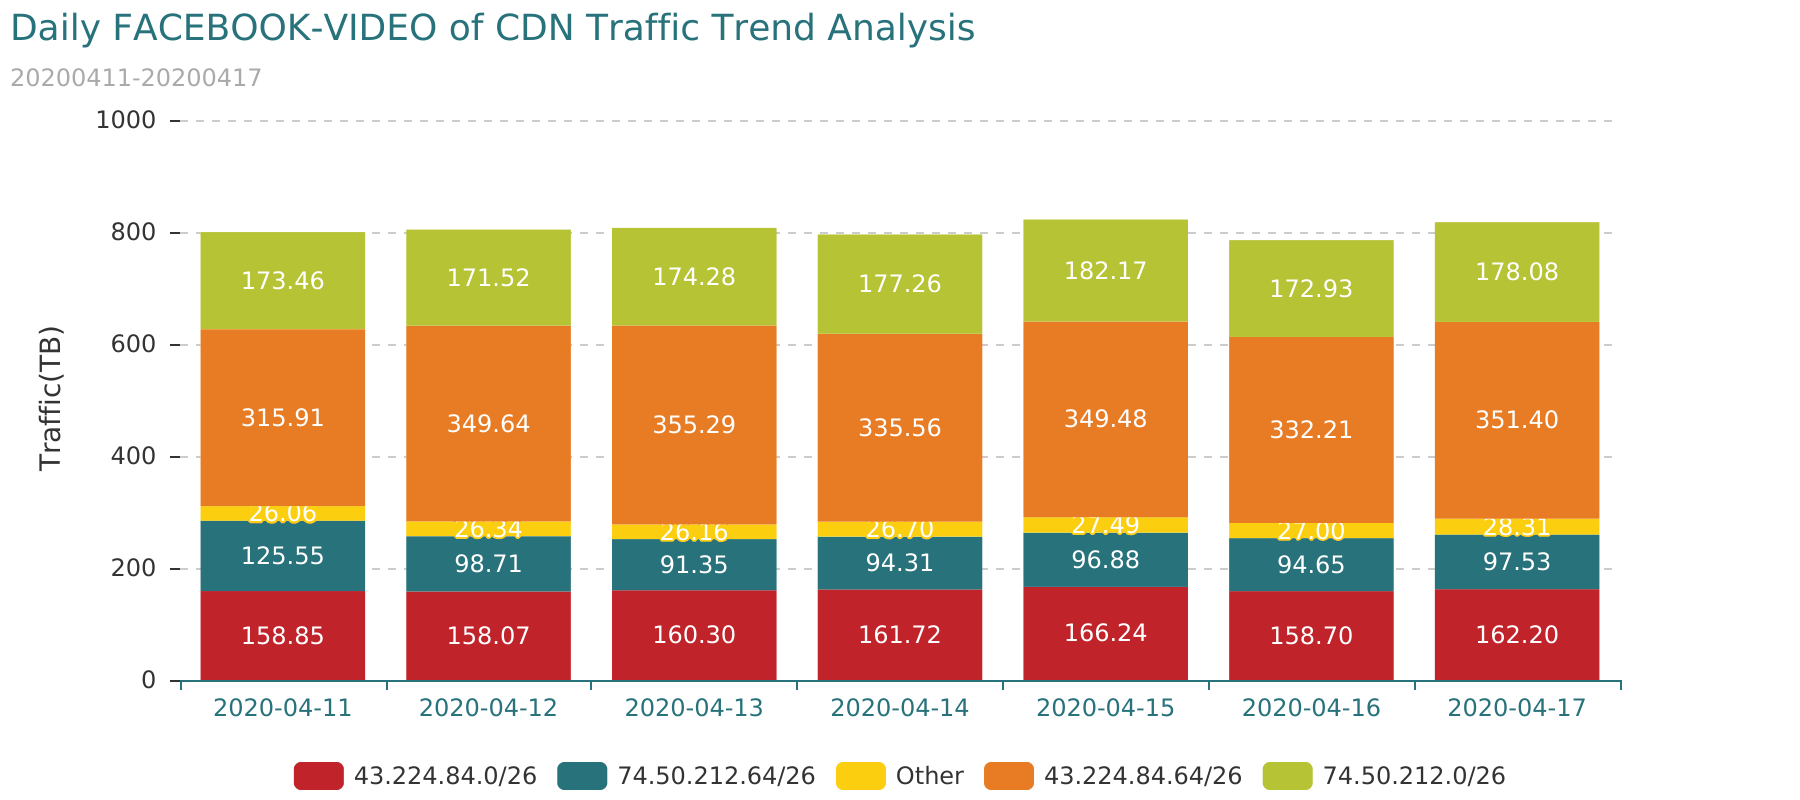 Daily FACEBOOK-VIDEO of CDN Traffic Trend Analysis
20200411-20200417
Traffic(TB)
1000
800
600
400
200
0
173.46 171.52 174.28 177.26 182.17 172.93 178.08
315.91 349.64 355.29 335.56 349.48 332.21 351.40
26.06 26.34 26.16 26.70 27.49 27.00 28.31
125.55 98.71 91.35 94.31 96.88 94.65 97.53
158.85 158.07 160.30 161.72 166.24 158.70 162.20
2020-04-11 2020-04-12 2020-04-13 2020-04-14 2020-04-15 2020-04-16 2020-04-17
43.224.84.0/26 74.50.212.64/26 Other 43.224.84.64/26 74.50.212.0/26